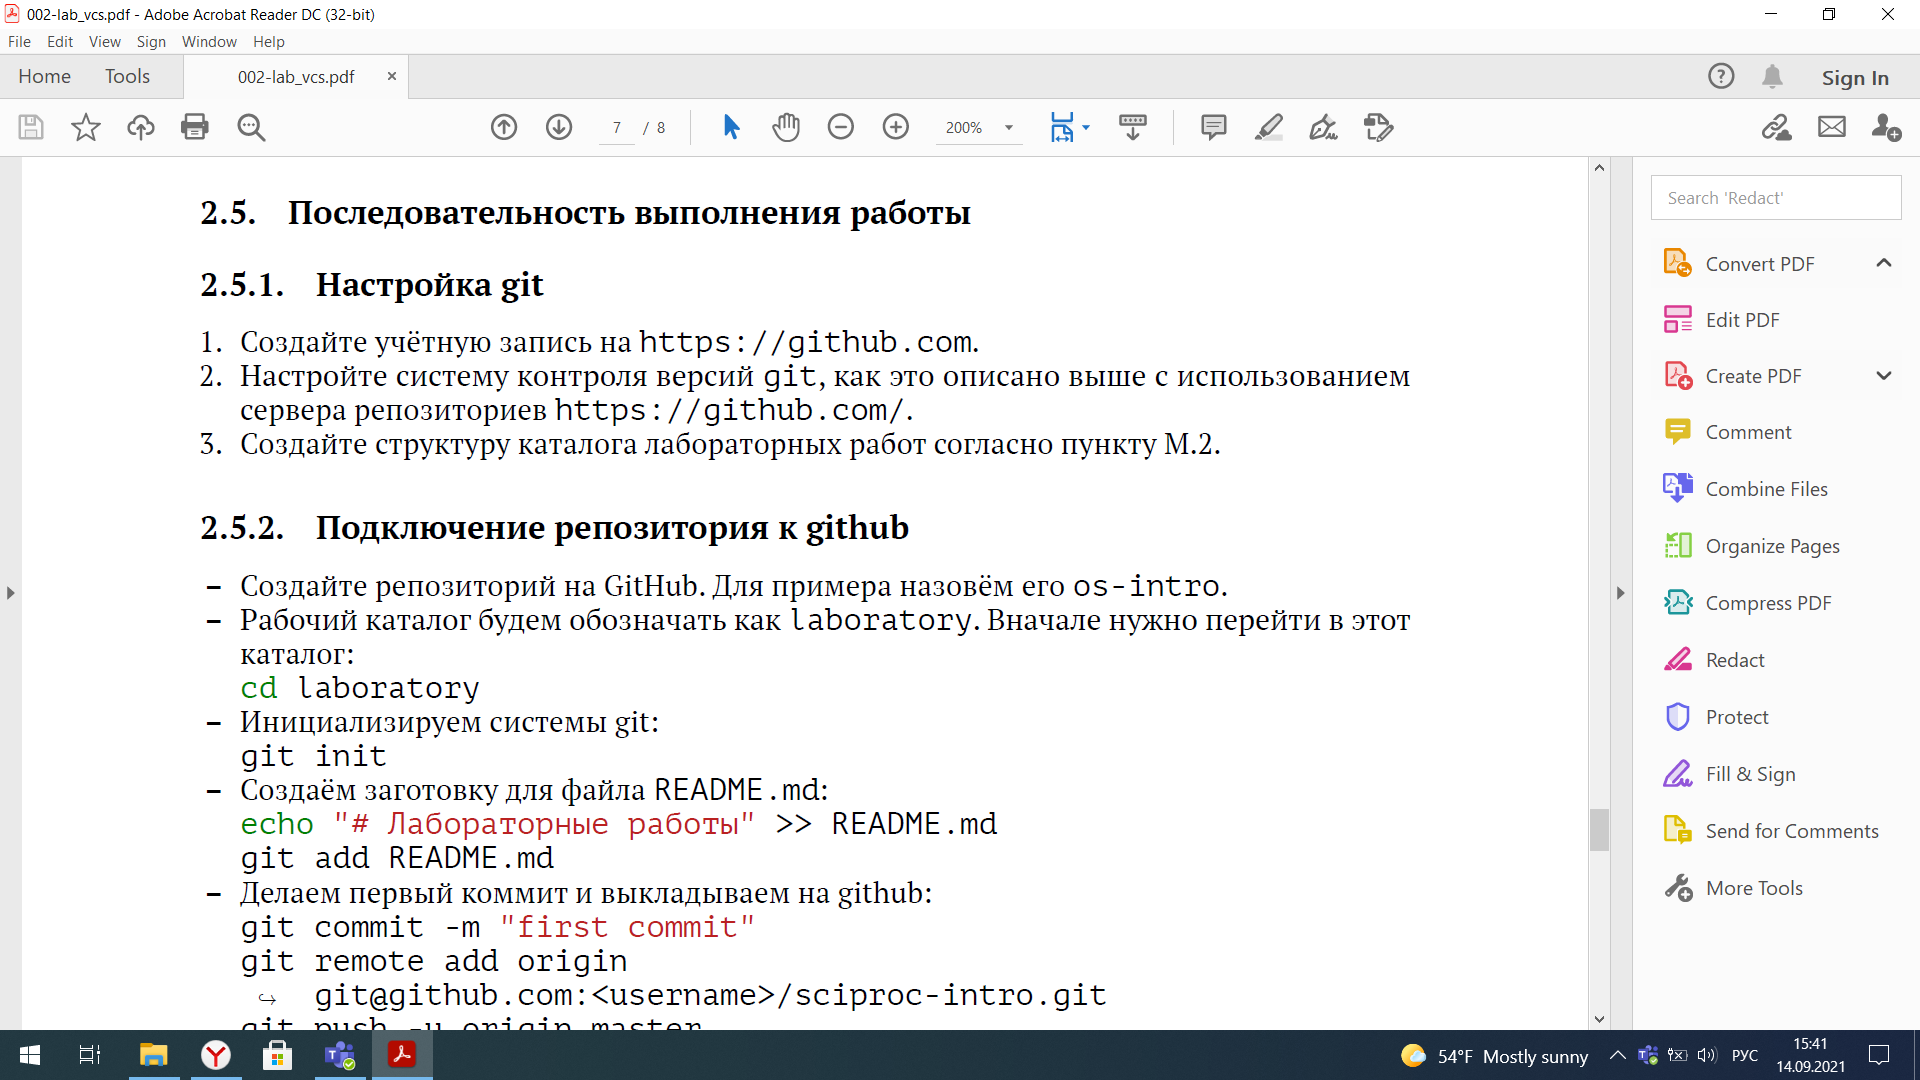 002-lab_vcs.pdf - Adobe Acrobat Reader DC (32-bit)
File Edit View Sign Window Help
Home Tools 002-lab_vcs.pdf × Sign In
7 / 8 200%
2.5. Последовательность выполнения работы
2.5.1. Настройка git
1. Создайте учётную запись на https://github.com.
2. Настройте систему контроля версий git, как это описано выше с использованием
сервера репозиториев https://github.com/.
3. Создайте структуру каталога лабораторных работ согласно пункту М.2.
2.5.2. Подключение репозитория к github
– Создайте репозиторий на GitHub. Для примера назовём его os-intro.
– Рабочий каталог будем обозначать как laboratory. Вначале нужно перейти в этот
каталог:
cd laboratory
– Инициализируем системы git:
git init
– Создаём заготовку для файла README.md:
echo "# Лабораторные работы" >> README.md
git add README.md
– Делаем первый коммит и выкладываем на github:
git commit -m "first commit"
git remote add origin
↪ git@github.com:<username>/sciproc-intro.git
git push -u origin master
Search 'Redact'
Convert PDF
Edit PDF
Create PDF
Comment
Combine Files
Organize Pages
Compress PDF
Redact
Protect
Fill & Sign
Send for Comments
More Tools
54°F Mostly sunny
РУС
15:41
14.09.2021